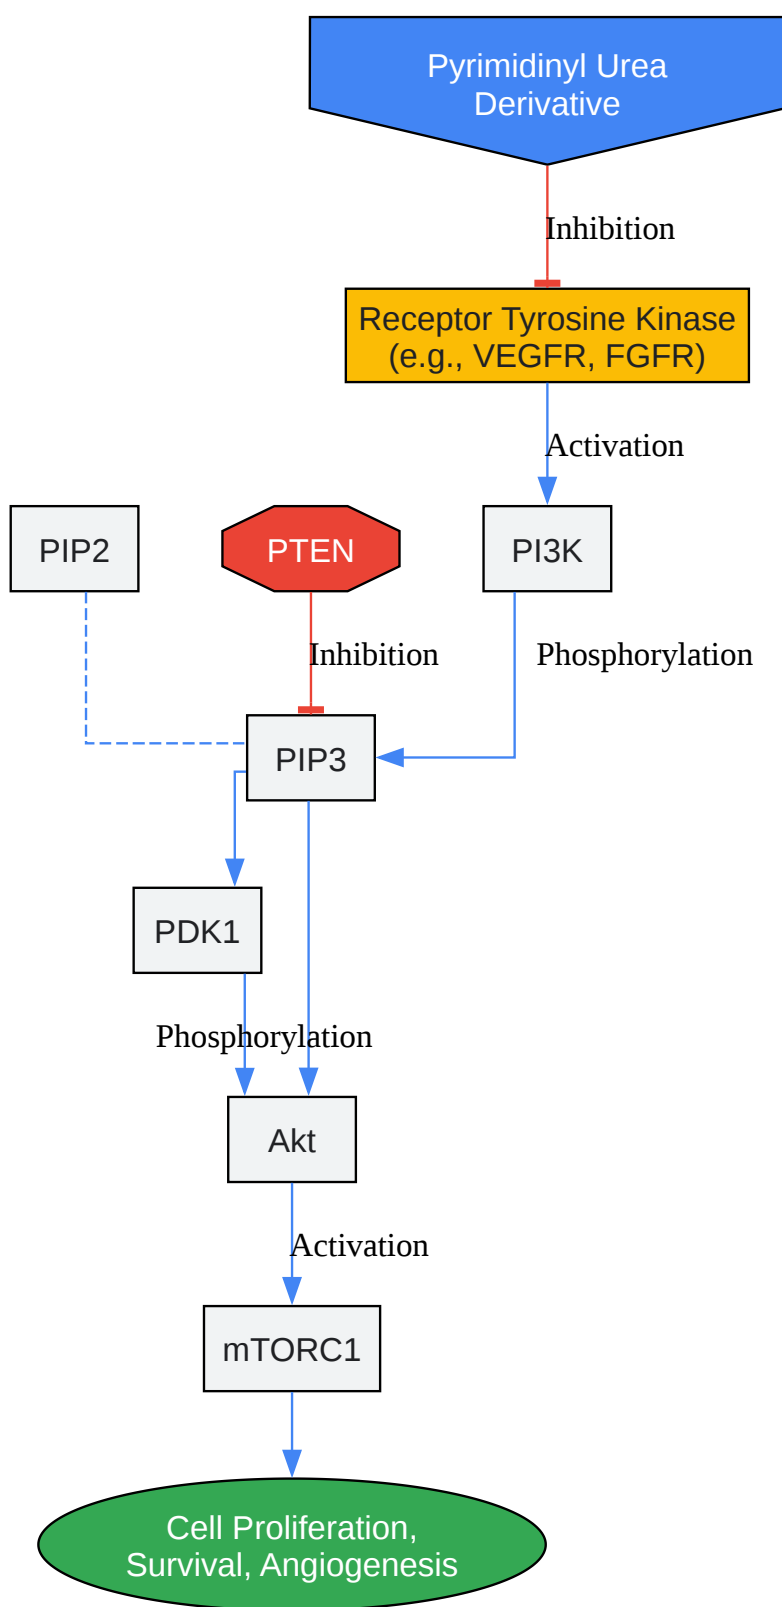 Pyrimidinyl Urea
Derivative
Inhibition
Receptor Tyrosine Kinase
(e.g., VEGFR, FGFR)
Activation
PIP2
PTEN
PI3K
Inhibition
Phosphorylation
PIP3
PDK1
Phosphorylation
Akt
Activation
mTORC1
Cell Proliferation,
Survival, Angiogenesis